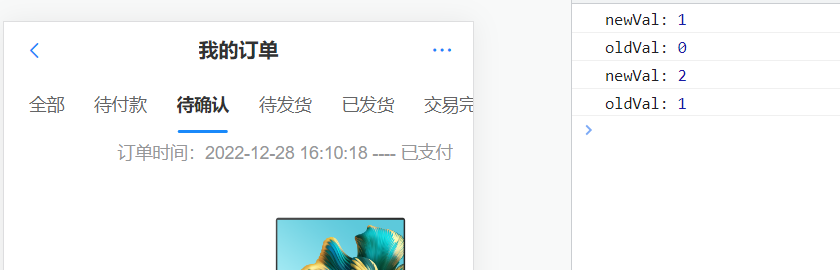 我的订单
全部 待付款 待确认 待发货 已发货 交易完
订单时间：2022-12-28 16:10:18 ---- 已支付
newVal: 1
oldVal: 0
newVal: 2
oldVal: 1